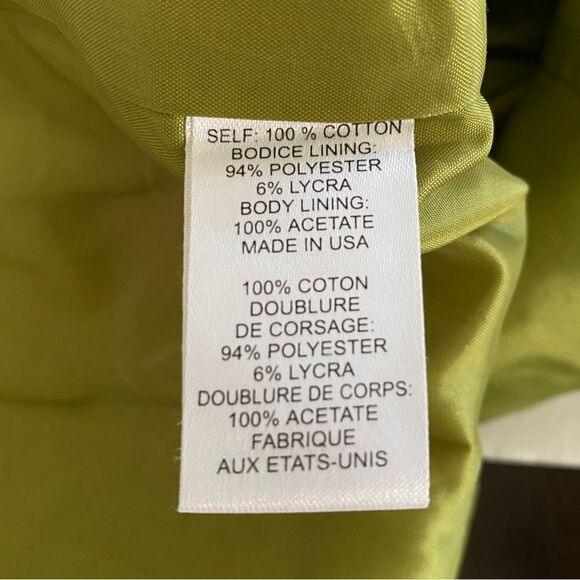 SELF: 100 % COTTON
BODICE LINING:
94% POLYESTER
6% LYCRA
BODY LINING:
100% ACETATE
MADE IN USA
100% COTON
DOUBLURE
DE CORSAGE:
94% POLYESTER
6% LYCRA
DOUBLURE DE CORPS:
100% ACETATE
FABRIQUE
AUX ETATS-UNIS